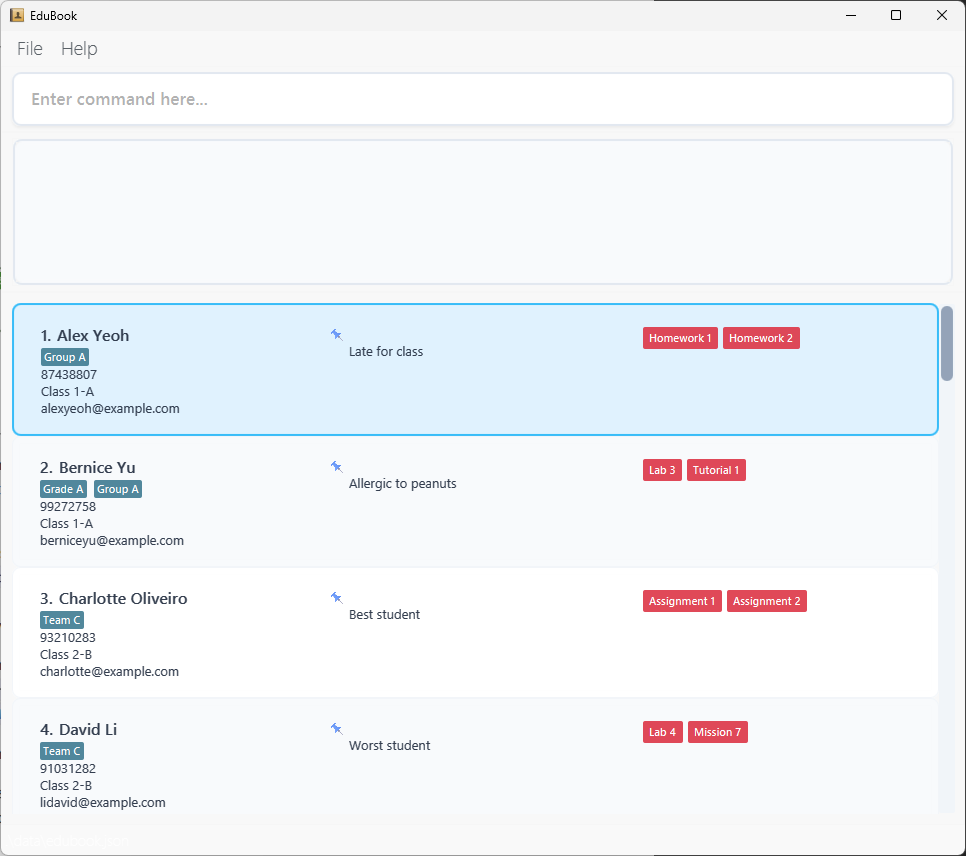 EduBook
File Help
Enter command here...
1. Alex Yeoh
Group A
87438807
Class 1-A
alexyeoh@example.com
Late for class
Homework 1 Homework 2
2. Bernice Yu
Grade A Group A
99272758
Class 1-A
berniceyu@example.com
Allergic to peanuts
Lab 3 Tutorial 1
3. Charlotte Oliveiro
Team C
93210283
Class 2-B
charlotte@example.com
Best student
Assignment 1 Assignment 2
4. David Li
Team C
91031282
Class 2-B
lidavid@example.com
Worst student
Lab 4 Mission 7